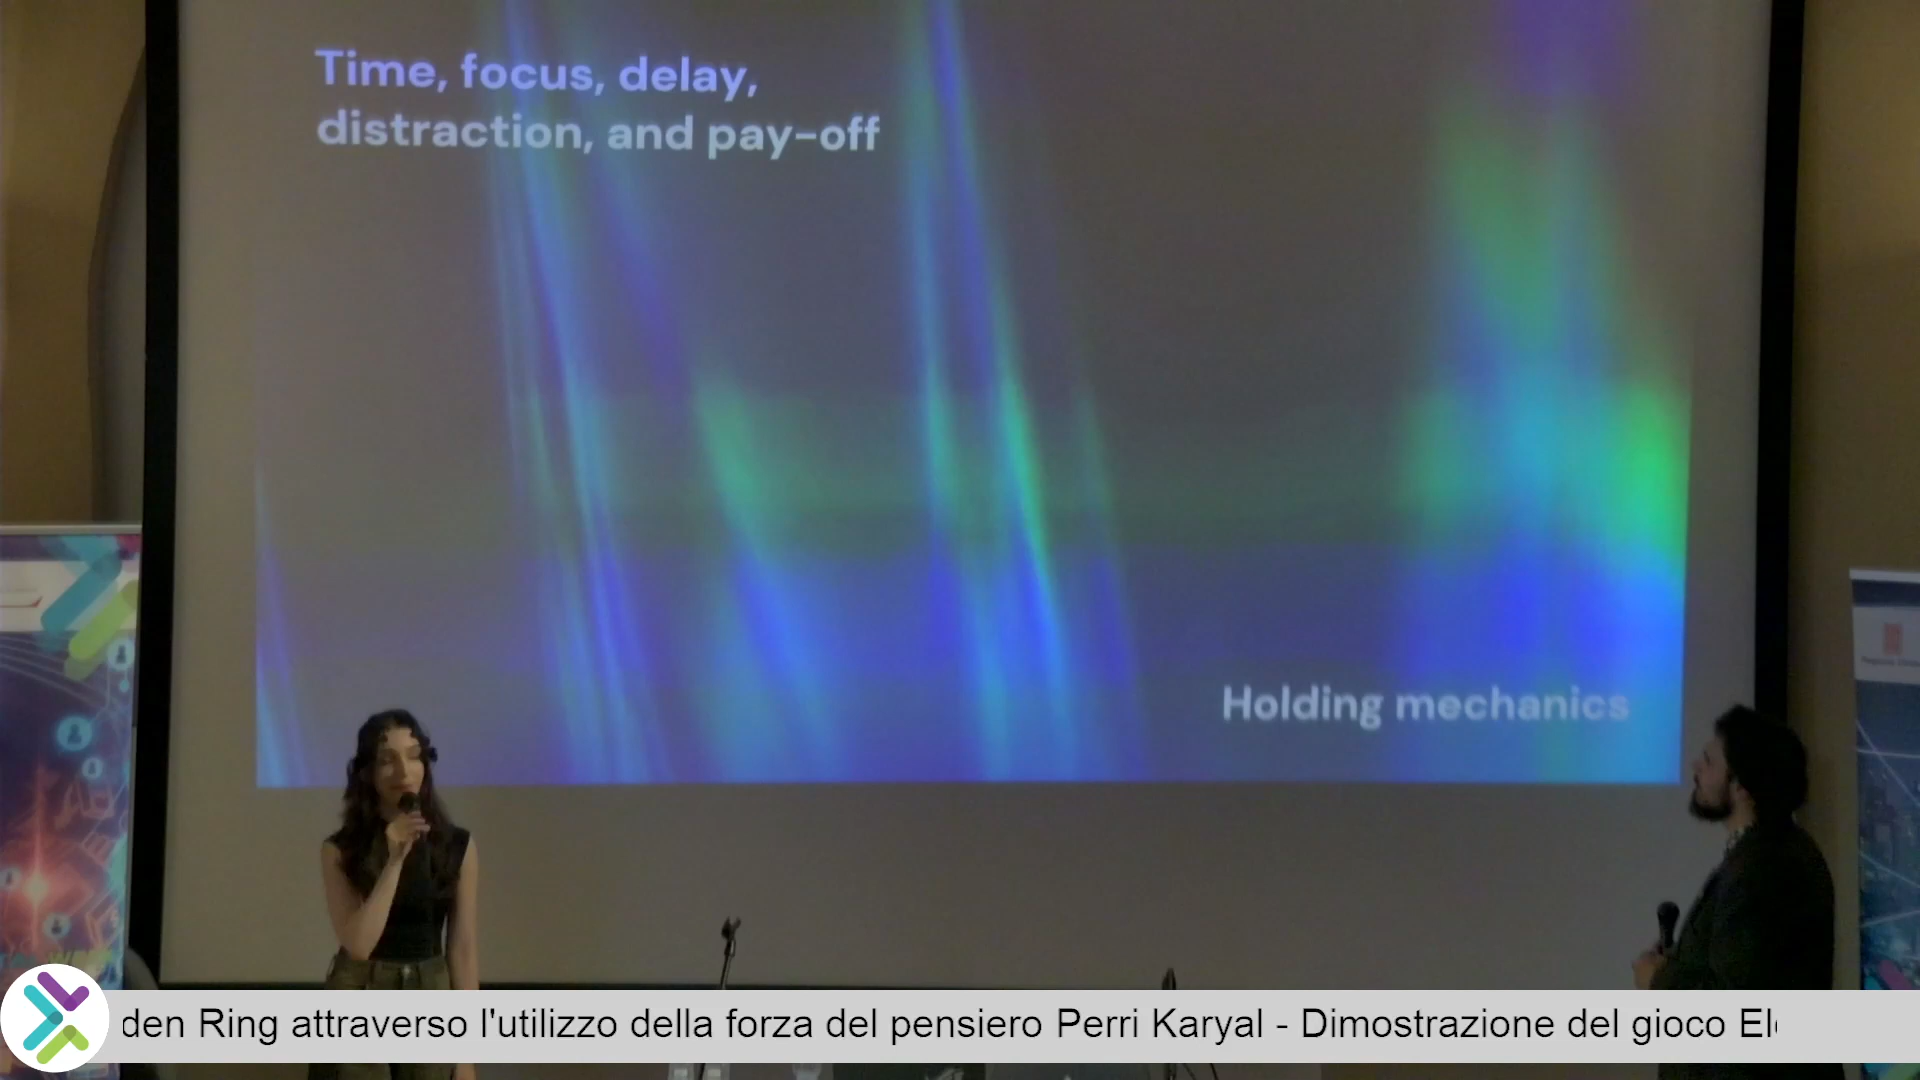 Time, focus, delay,
distraction, and pay-off
Holding mechanics
den Ring attraverso l'utilizzo della forza del pensiero Perri Karyal - Dimostrazione del gioco El